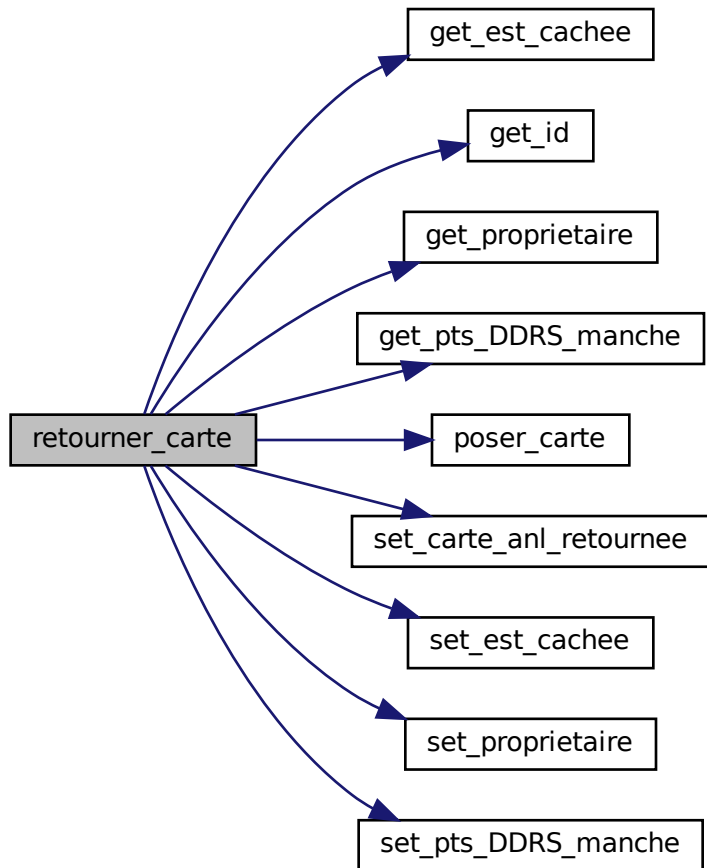 get_est_cachee
get_id
get_proprietaire
get_pts_DDRS_manche
retourner_carte
poser_carte
set_carte_anl_retournee
set_est_cachee
set_proprietaire
set_pts_DDRS_manche